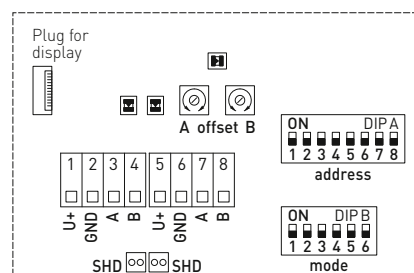 Plug for
display
A offset B
ON DIP A
1 2 3 4 5 6 7 8
address
1 2 3 4 5 6 7 8
U+ GND A B U+ GND A B
ON DIP B
1 2 3 4 5 6
mode
SHD SHD